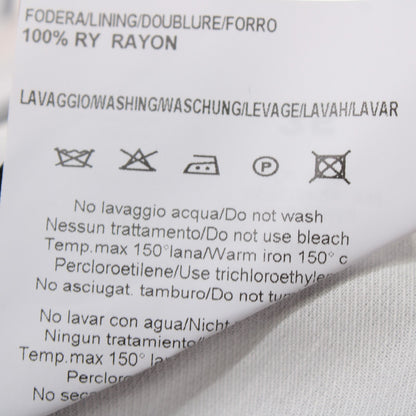 FODERA/LINING/DOUBLURE/FORRO
100% RY RAYON
LAVAGGIO/WASHING/WASCHUNG/LEVAGE/LAVAH/LAVAR
P
No lavaggio acqua/Do not wash
Nessun trattamento/Do not use bleach
Temp.max 150°lana/Warm iron 150° c
Percloroetilene/Use trichloroethyle
No asciugat. tamburo/Do not tu
No lavar con agua/Nicht
Ningun tratamiento/
Temp.max 150° la
Percloro
No sec